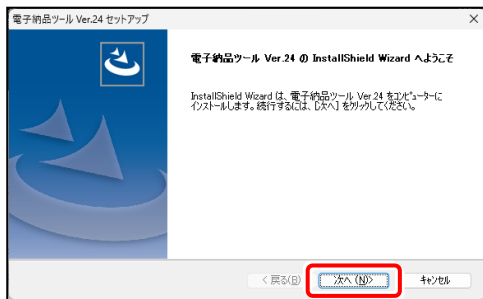 電子納品ツール Ver.24 セットアップ
電子納品ツール Ver.24 の InstallShield Wizard へようこそ
InstallShield Wizard は、電子納品ツール Ver.24 をコンピューターに
インストールします。続行するには、[次へ] をクリックしてください。
< 戻る(B)
次へ(N)>
キャンセル